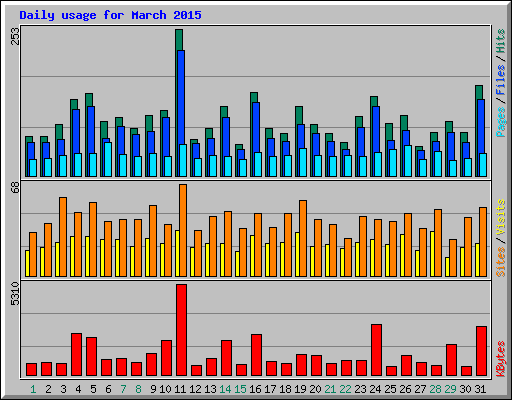 Daily usage for March 2015
253
Pages / Files / Hits
68
Sites / Visits
5310
KBytes
1 2 3 4 5 6 7 8 9 10 11 12 13 14 15 16 17 18 19 20 21 22 23 24 25 26 27 28 29 30 31